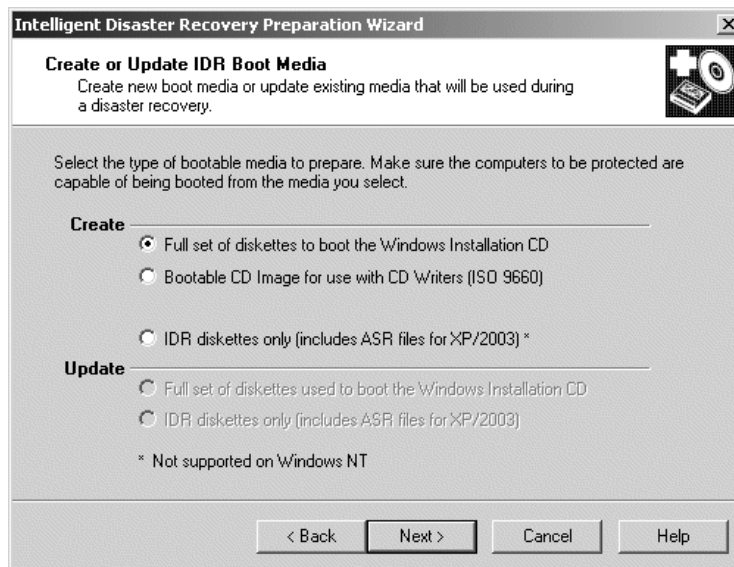 Intelligent Disaster Recovery Preparation Wizard
Create or Update IDR Boot Media
Create new boot media or update existing media that will be used during
a disaster recovery.
Select the type of bootable media to prepare. Make sure the computers to be protected are
capable of being booted from the media you select.
Create
Full set of diskettes to boot the Windows Installation CD
Bootable CD Image for use with CD Writers (ISO 9660)
IDR diskettes only (includes ASR files for XP/2003) *
Update
Full set of diskettes used to boot the Windows Installation CD
IDR diskettes only (includes ASR files for XP/2003)
* Not supported on Windows NT
< Back Next > Cancel Help